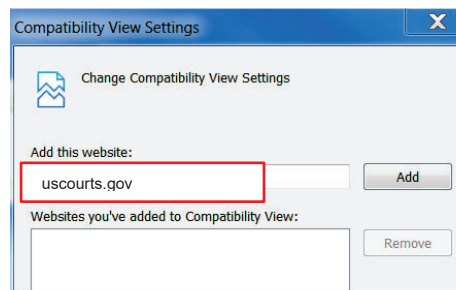 Compatibility View Settings
X
Change Compatibility View Settings
Add this website:
uscourts.gov
Add
Websites you've added to Compatibility View:
Remove